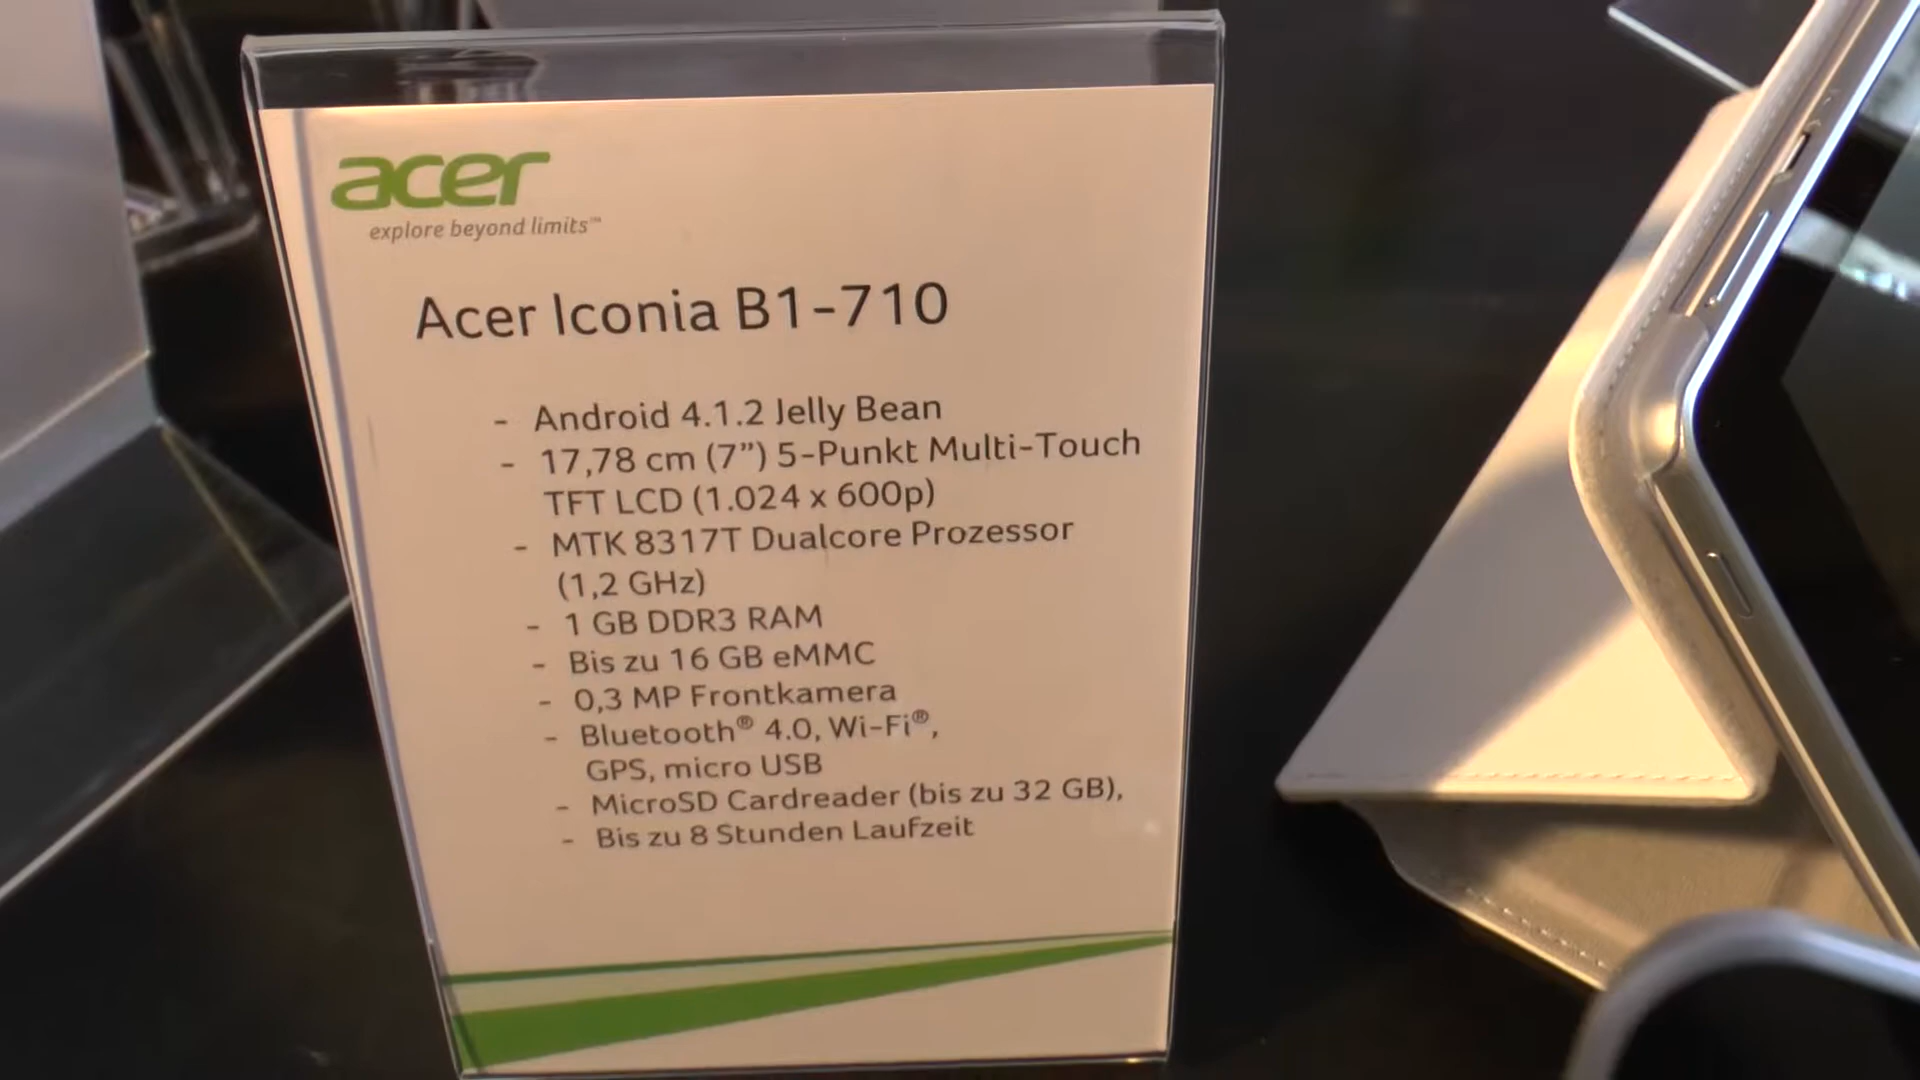 acer
explore beyond limits™
Acer Iconia B1-710
- Android 4.1.2 Jelly Bean
- 17,78 cm (7”) 5-Punkt Multi-Touch
TFT LCD (1.024 x 600p)
- MTK 8317T Dualcore Prozessor
(1,2 GHz)
- 1 GB DDR3 RAM
- Bis zu 16 GB eMMC
- 0,3 MP Frontkamera
- Bluetooth® 4.0, Wi-Fi®,
GPS, micro USB
- MicroSD Cardreader (bis zu 32 GB),
- Bis zu 8 Stunden Laufzeit